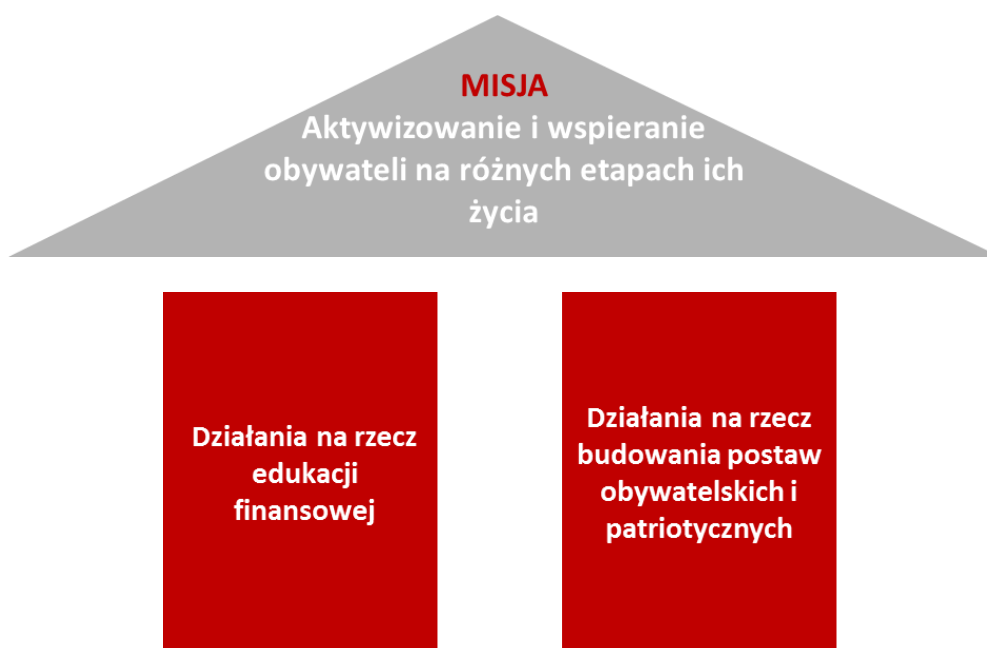 MISJA
Aktywizowanie i wspieranie
obywateli na różnych etapach ich
życia
Działania na rzecz
edukacji
finansowej
Działania na rzecz
budowania postaw
obywatelskich i
patriotycznych